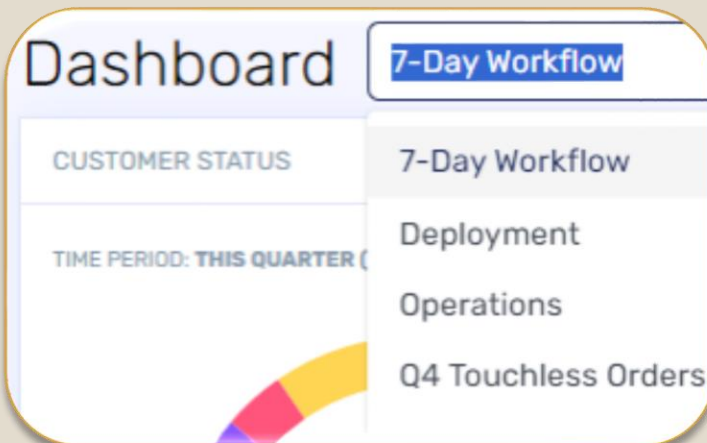 Dashboard
7-Day Workflow
CUSTOMER STATUS
7-Day Workflow
Deployment
TIME PERIOD: THIS QUARTER (
Operations
Q4 Touchless Orders